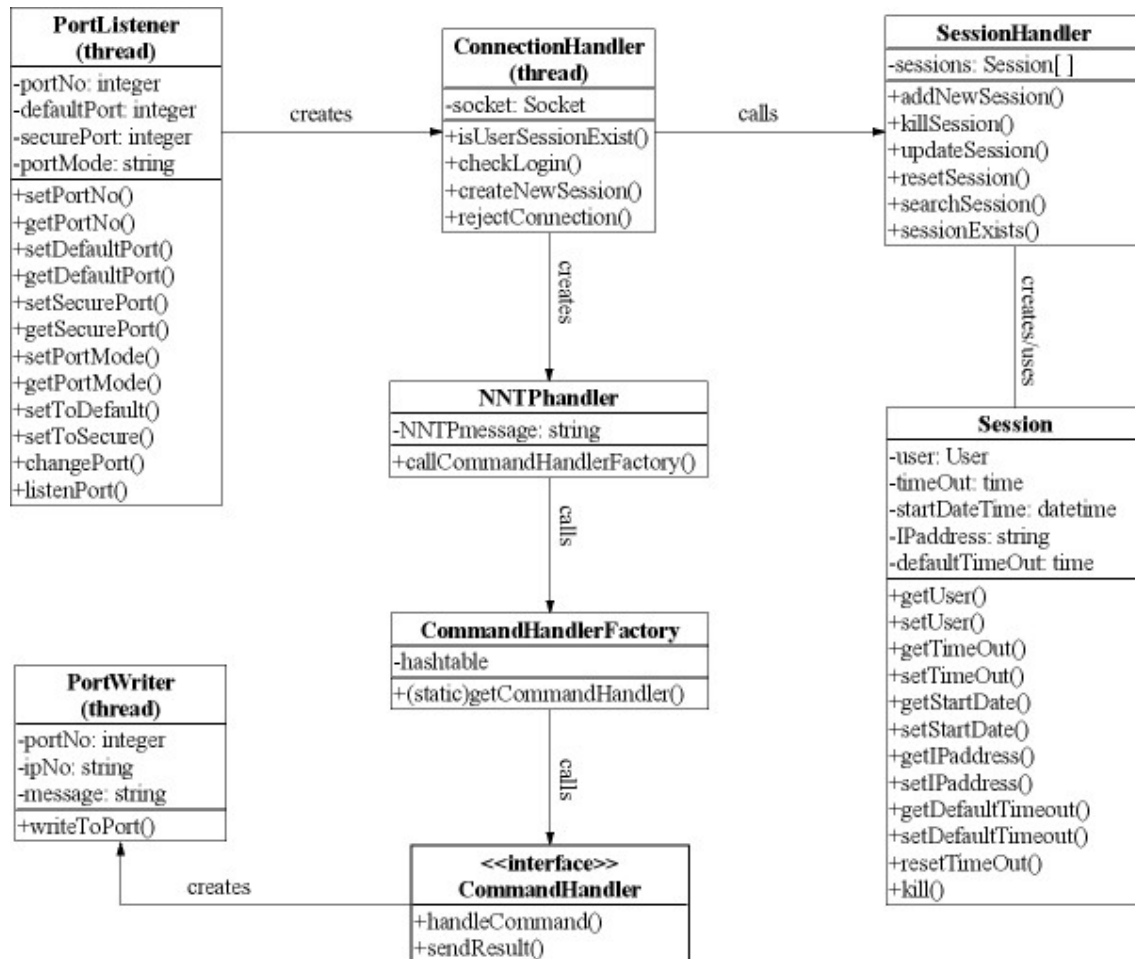 PortListener
(thread)
-portNo: integer
-defaultPort: integer
-securePort: integer
-portMode: string
+setPortNo()
+getPortNo()
+setDefaultPort()
+getDefaultPort()
+setSecurePort()
+getSecurePort()
+setPortMode()
+getPortMode()
+setToDefault()
+setToSecure()
+changePort()
+listenPort()
creates
ConnectionHandler
(thread)
-socket: Socket
+isUserSessionExist()
+checkLogin()
+createNewSession()
+rejectConnection()
calls
SessionHandler
-sessions: Session[ ]
+addNewSession()
+killSession()
+updateSession()
+resetSession()
+searchSession()
+sessionExists()
creates
creates/uses
NNTPhandler
-NNTPmessage: string
+callCommandHandlerFactory()
calls
Session
-user: User
-timeOut: time
-startDateTime: datetime
-IPaddress: string
-defaultTimeOut: time
+getUser()
+setUser()
+getTimeOut()
+setTimeOut()
+getStartDate()
+setStartDate()
+getIPaddress()
+setIPaddress()
+getDefaultTimeout()
+setDefaultTimeout()
+resetTimeOut()
+kill()
CommandHandlerFactory
-hashtable
+(static)getCommandHandler()
calls
PortWriter
(thread)
-portNo: integer
-ipNo: string
-message: string
+writeToPort()
creates
<<interface>>
CommandHandler
+handleCommand()
+sendResult()